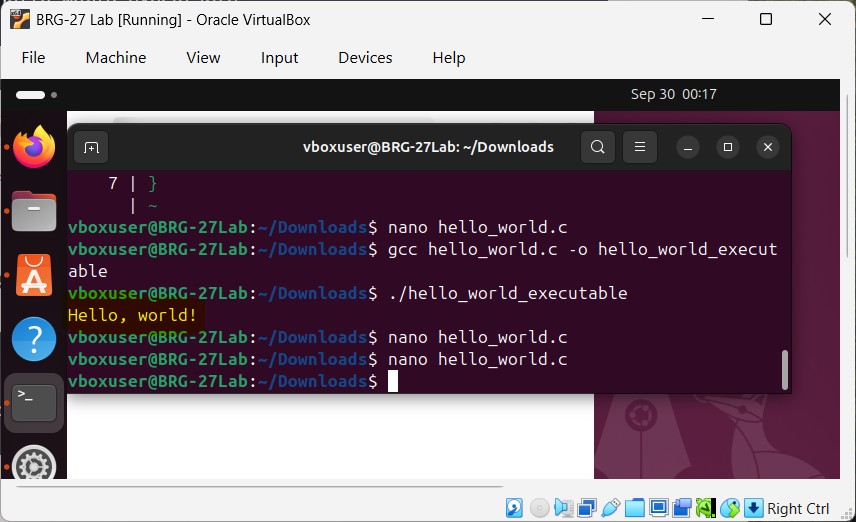 BRG-27 Lab [Running] - Oracle VirtualBox
File Machine View Input Devices Help
Sep 30 00:17
vboxuser@BRG-27Lab: ~/Downloads
7 | }
| ~
vboxuser@BRG-27Lab:~/Downloads$ nano hello_world.c
vboxuser@BRG-27Lab:~/Downloads$ gcc hello_world.c -o hello_world_execut
able
vboxuser@BRG-27Lab:~/Downloads$ ./hello_world_executable
Hello, world!
vboxuser@BRG-27Lab:~/Downloads$ nano hello_world.c
vboxuser@BRG-27Lab:~/Downloads$ nano hello_world.c
vboxuser@BRG-27Lab:~/Downloads$
Right Ctrl